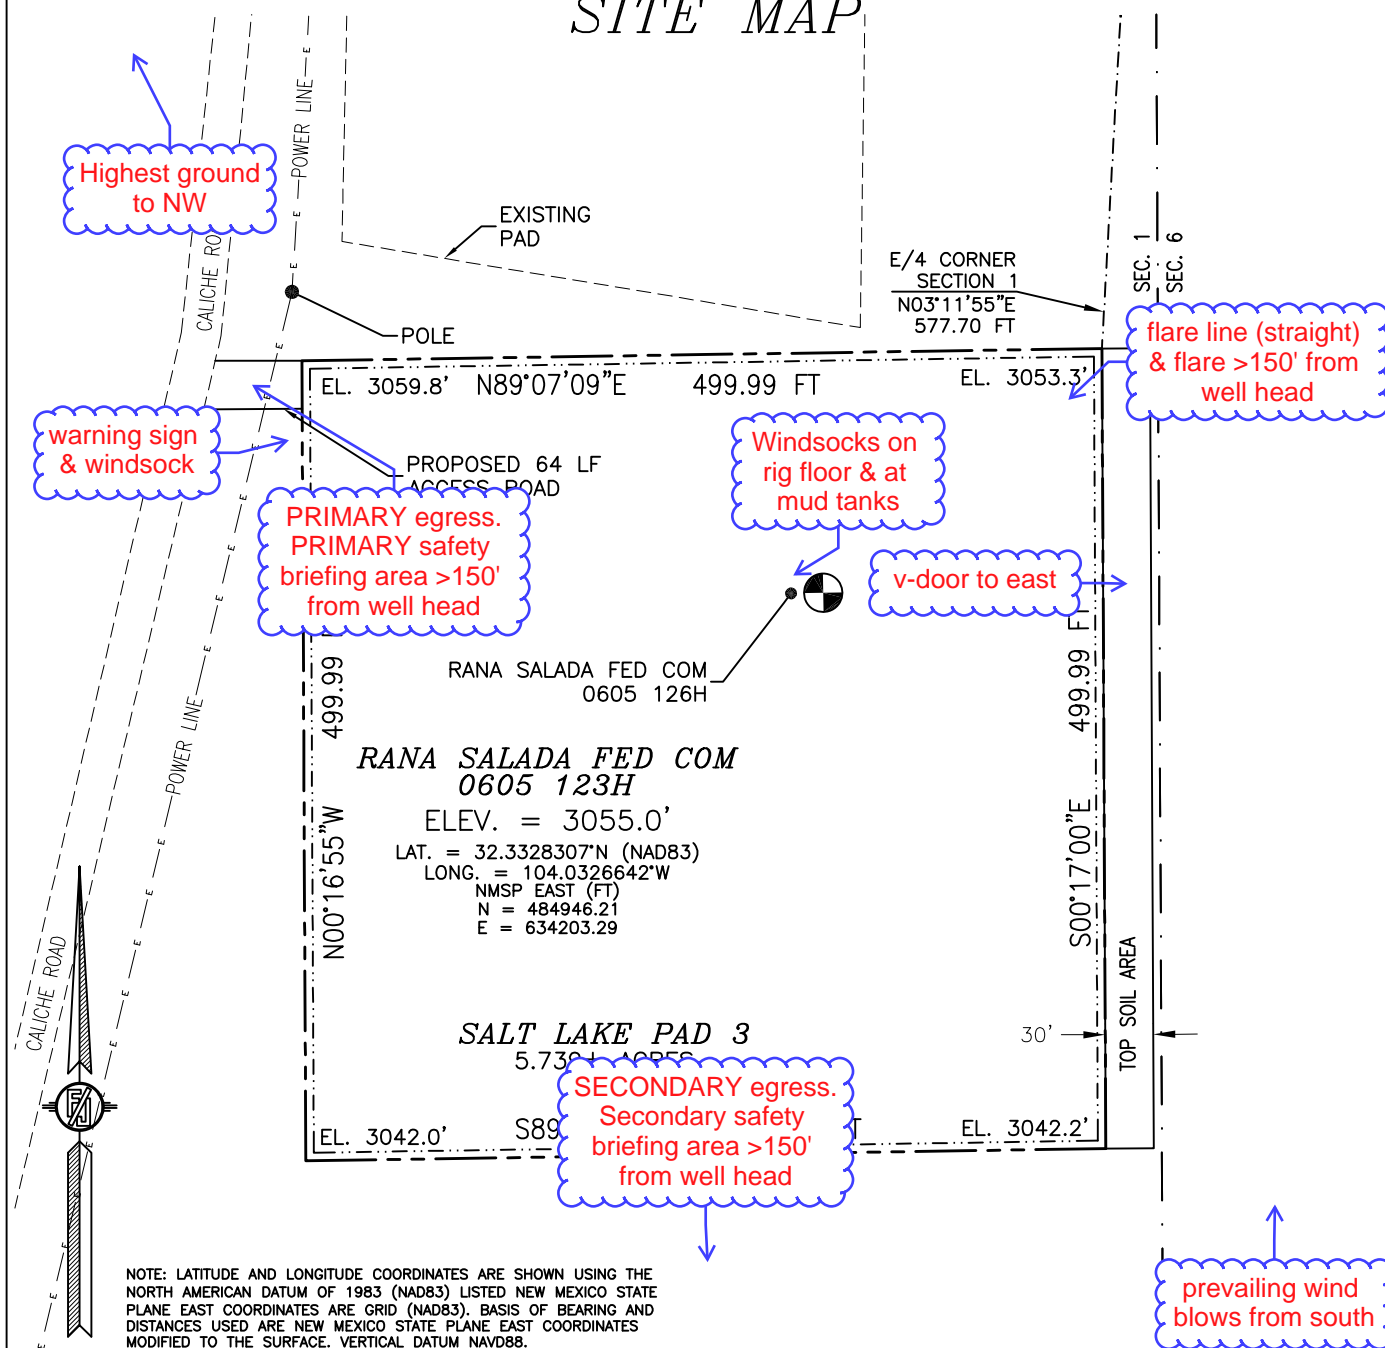 SITE MAP
Highest ground
to NW
POWER LINE
EXISTING
PAD
CALICHE RO
POLE
E/4 CORNER
SECTION 1
N03°11'55"E
577.70 FT
SEC. 1
SEC. 6
flare line (straight)
& flare >150' from
well head
EL. 3059.8'
N89°07'09"E
499.99 FT
EL. 3053.3'
warning sign
& windsock
PROPOSED 64 LF
ACCESS ROAD
Windsocks on
rig floor & at
mud tanks
PRIMARY egress.
PRIMARY safety
briefing area >150'
from well head
v-door to east
RANA SALADA FED COM
0605 126H
499.99
N00°16'55"W
499.99 FT
S00°17'00"E
POWER LINE
RANA SALADA FED COM
0605 123H
ELEV. = 3055.0'
LAT. = 32.3328307°N (NAD83)
LONG. = 104.0326642°W
NMSP EAST (FT)
N = 484946.21
E = 634203.29
CALICHE ROAD
TOP SOIL AREA
30'
SALT LAKE PAD 3
ACRES
SECONDARY egress.
Secondary safety
briefing area >150'
from well head
EL. 3042.0'
S89
EL. 3042.2'
prevailing wind
blows from south
NOTE: LATITUDE AND LONGITUDE COORDINATES ARE SHOWN USING THE
NORTH AMERICAN DATUM OF 1983 (NAD83) LISTED NEW MEXICO STATE
PLANE EAST COORDINATES ARE GRID (NAD83). BASIS OF BEARING AND
DISTANCES USED ARE NEW MEXICO STATE PLANE EAST COORDINATES
MODIFIED TO THE SURFACE. VERTICAL DATUM NAVD88.